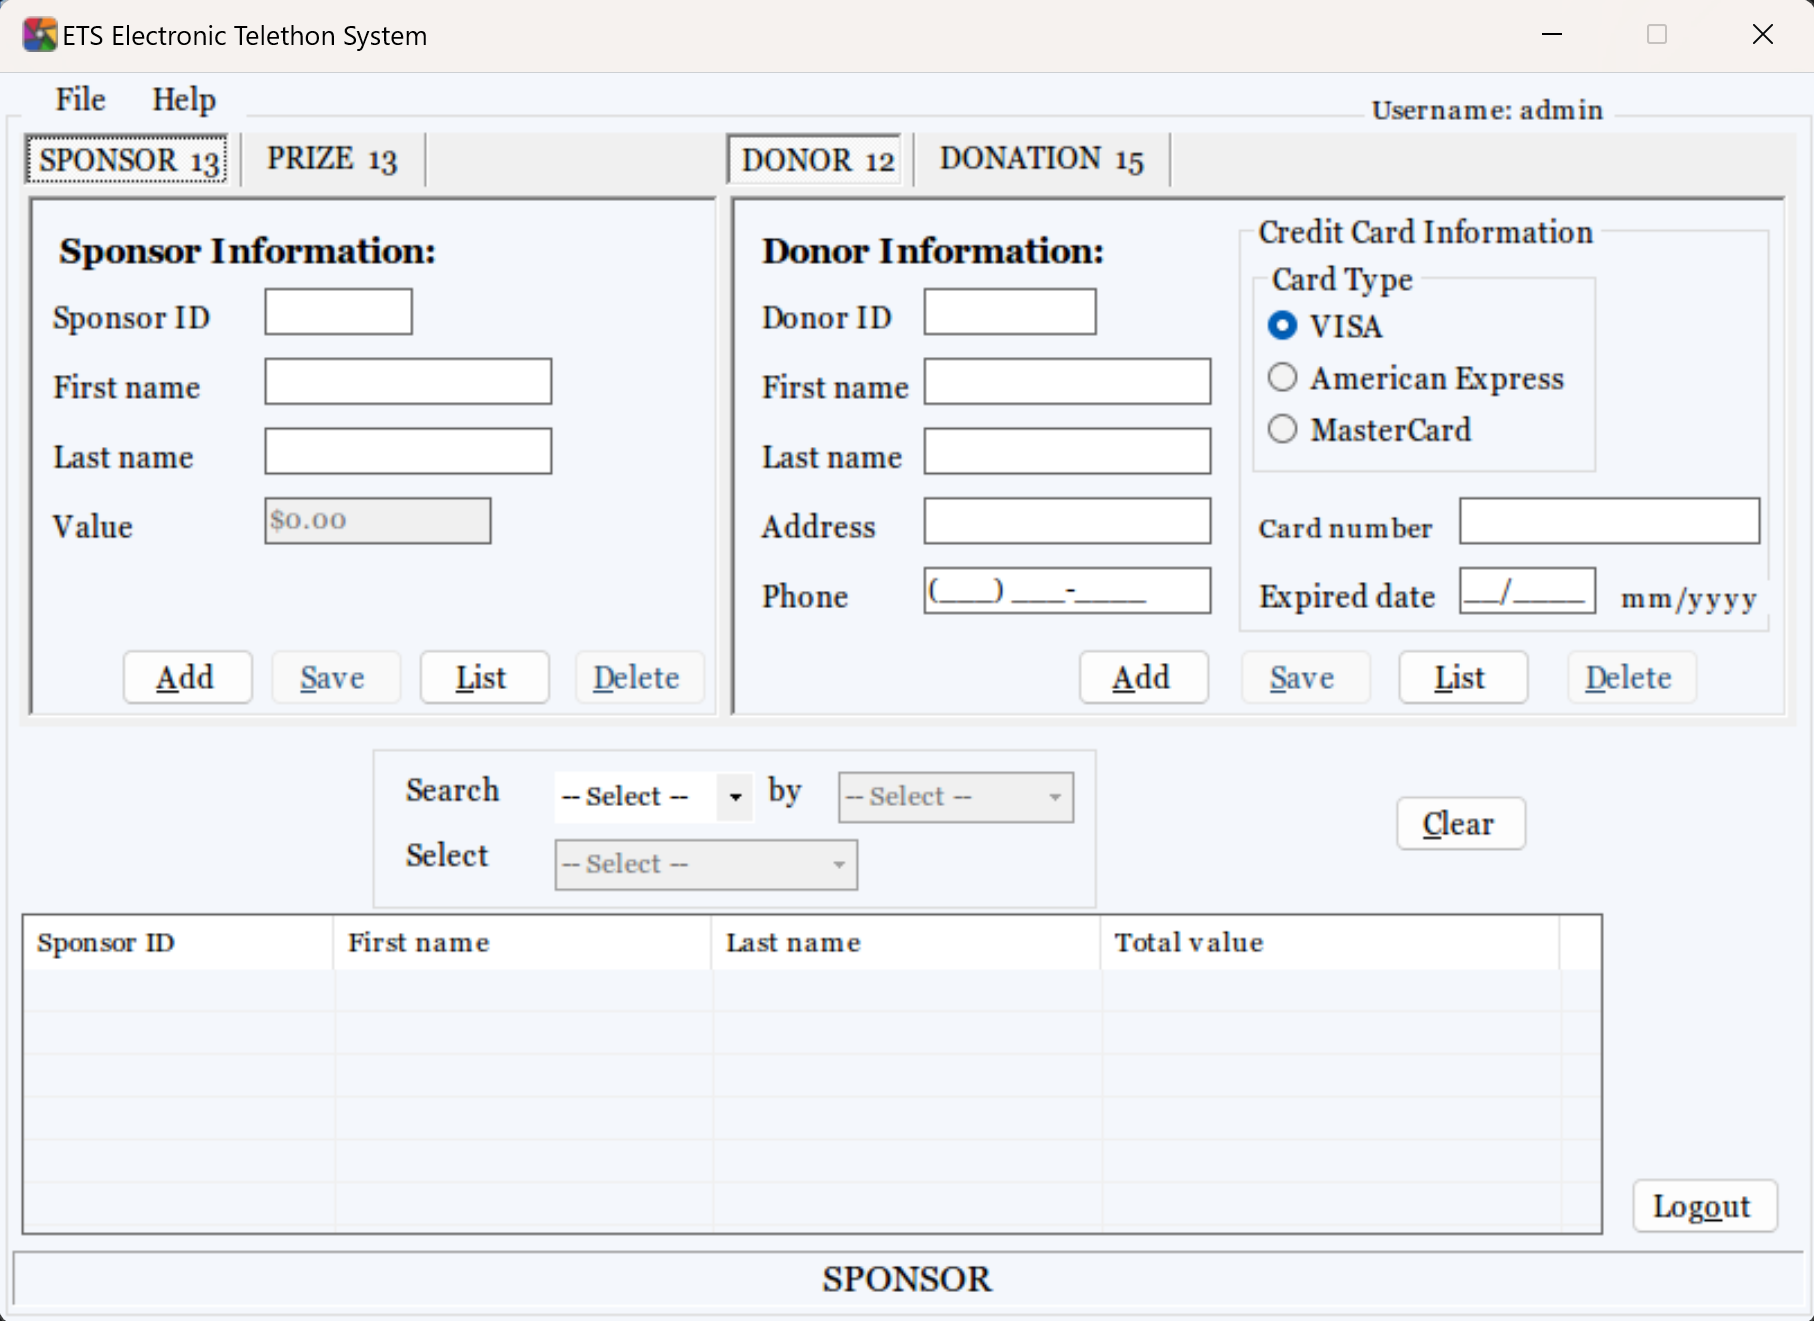 ETS Electronic Telethon System
File Help
Username: admin
SPONSOR 13 PRIZE 13 DONOR 12 DONATION 15
Sponsor Information:
Sponsor ID
First name
Last name
Value $0.00
Add Save List Delete
Donor Information:
Donor ID
First name
Last name
Address
Phone (___) ___-____
Credit Card Information
Card Type
VISA
American Express
MasterCard
Card number
Expired date __/____ mm/yyyy
Add Save List Delete
Search -- Select -- by -- Select --
Select -- Select --
Clear
Sponsor ID First name Last name Total value
Logout
SPONSOR